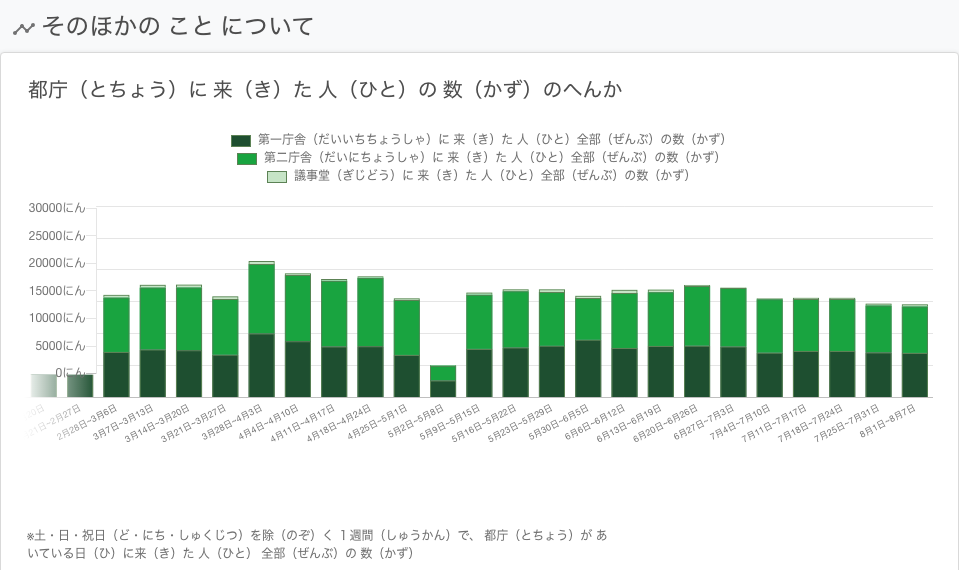 そのほかの こと について
都庁（とちょう）に 来（き）た 人（ひと）の 数（かず）のへんか
第一庁舎（だいいちちょうしゃ）に 来（き）た 人（ひと）全部（ぜんぶ）の数（かず）
第二庁舎（だいにちょうしゃ）に 来（き）た 人（ひと）全部（ぜんぶ）の数（かず）
議事堂（ぎじどう）に 来（き）た 人（ひと）全部（ぜんぶ）の数（かず）
30000にん
25000にん
20000にん
15000にん
10000にん
5000にん
0にん
2月28日~3月6日
3月7日~3月13日
3月14日~3月20日
3月21日~3月27日
3月28日~4月3日
4月4日~4月10日
4月11日~4月17日
4月18日~4月24日
4月25日~5月1日
5月2日~5月8日
5月9日~5月15日
5月16日~5月22日
5月23日~5月29日
5月30日~6月5日
6月6日~6月12日
6月13日~6月19日
6月20日~6月26日
6月27日~7月3日
7月4日~7月10日
7月11日~7月17日
7月18日~7月24日
7月25日~7月31日
8月1日~8月7日
※土・日・祝日（ど・にち・しゅくじつ）を除（のぞ）く 1 週間（しゅうかん）で、 都庁（とちょう）が あ
いている日（ひ）に来（き）た 人（ひと） 全部（ぜんぶ）の 数（かず）